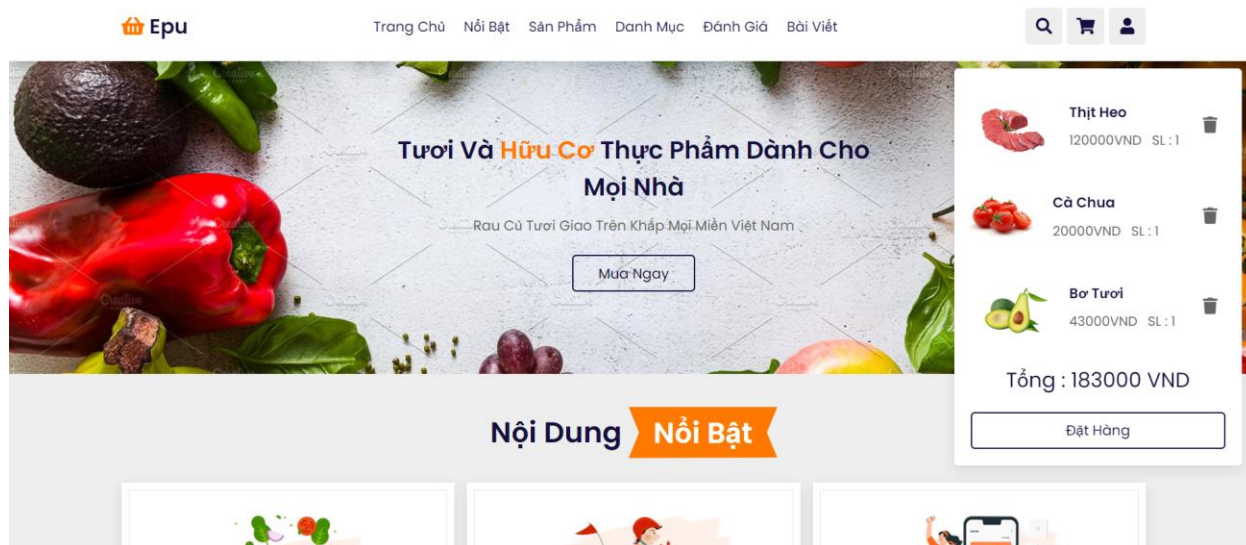 Epu
Trang Chủ Nổi Bật Sản Phẩm Danh Mục Đánh Giá Bài Viết
Tươi Và Hữu Cơ Thực Phẩm Dành Cho
Mọi Nhà
Rau Củ Tươi Giao Trên Khắp Mọi Miền Việt Nam
Mua Ngay
Thịt Heo
120000VND SL : 1
Cà Chua
20000VND SL : 1
Bơ Tươi
43000VND SL : 1
Tổng : 183000 VND
Đặt Hàng
Nội Dung Nổi Bật
Creative